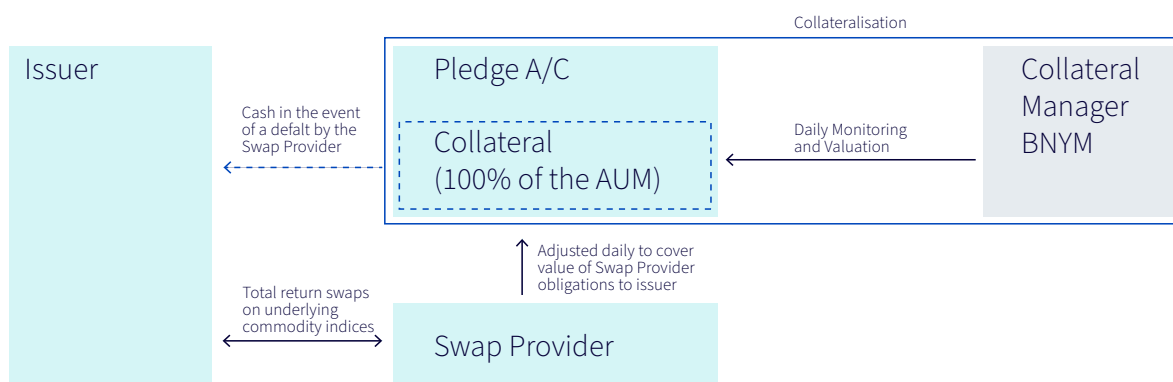 Collateralisation
Issuer
Cash in the event
of a defalt by the
Swap Provider
Pledge A/C
Collateral
(100% of the AUM)
Daily Monitoring
and Valuation
Collateral
Manager
BNYM
Adjusted daily to cover
value of Swap Provider
obligations to issuer
Total return swaps
on underlying
commodity indices
Swap Provider